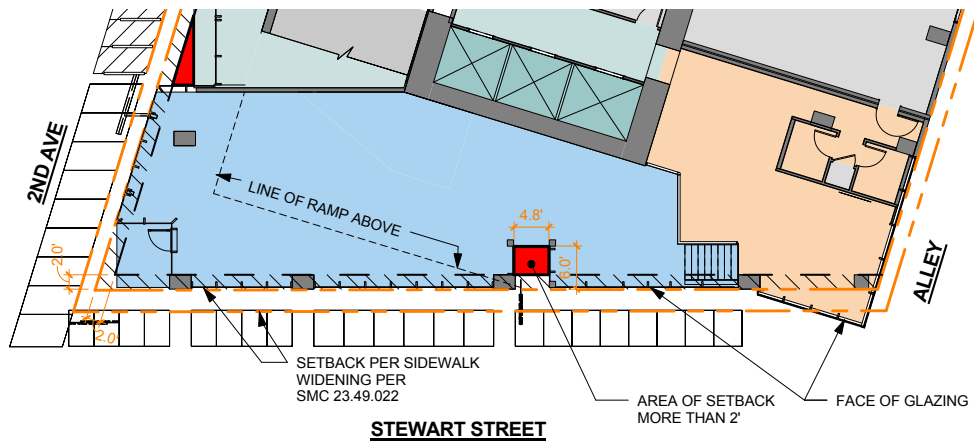 2ND AVE
LINE OF RAMP ABOVE
4.8'
6.0'
2.0'
2.0'
ALLEY
SETBACK PER SIDEWALK
WIDENING PER
SMC 23.49.022
AREA OF SETBACK
MORE THAN 2'
FACE OF GLAZING
STEWART STREET